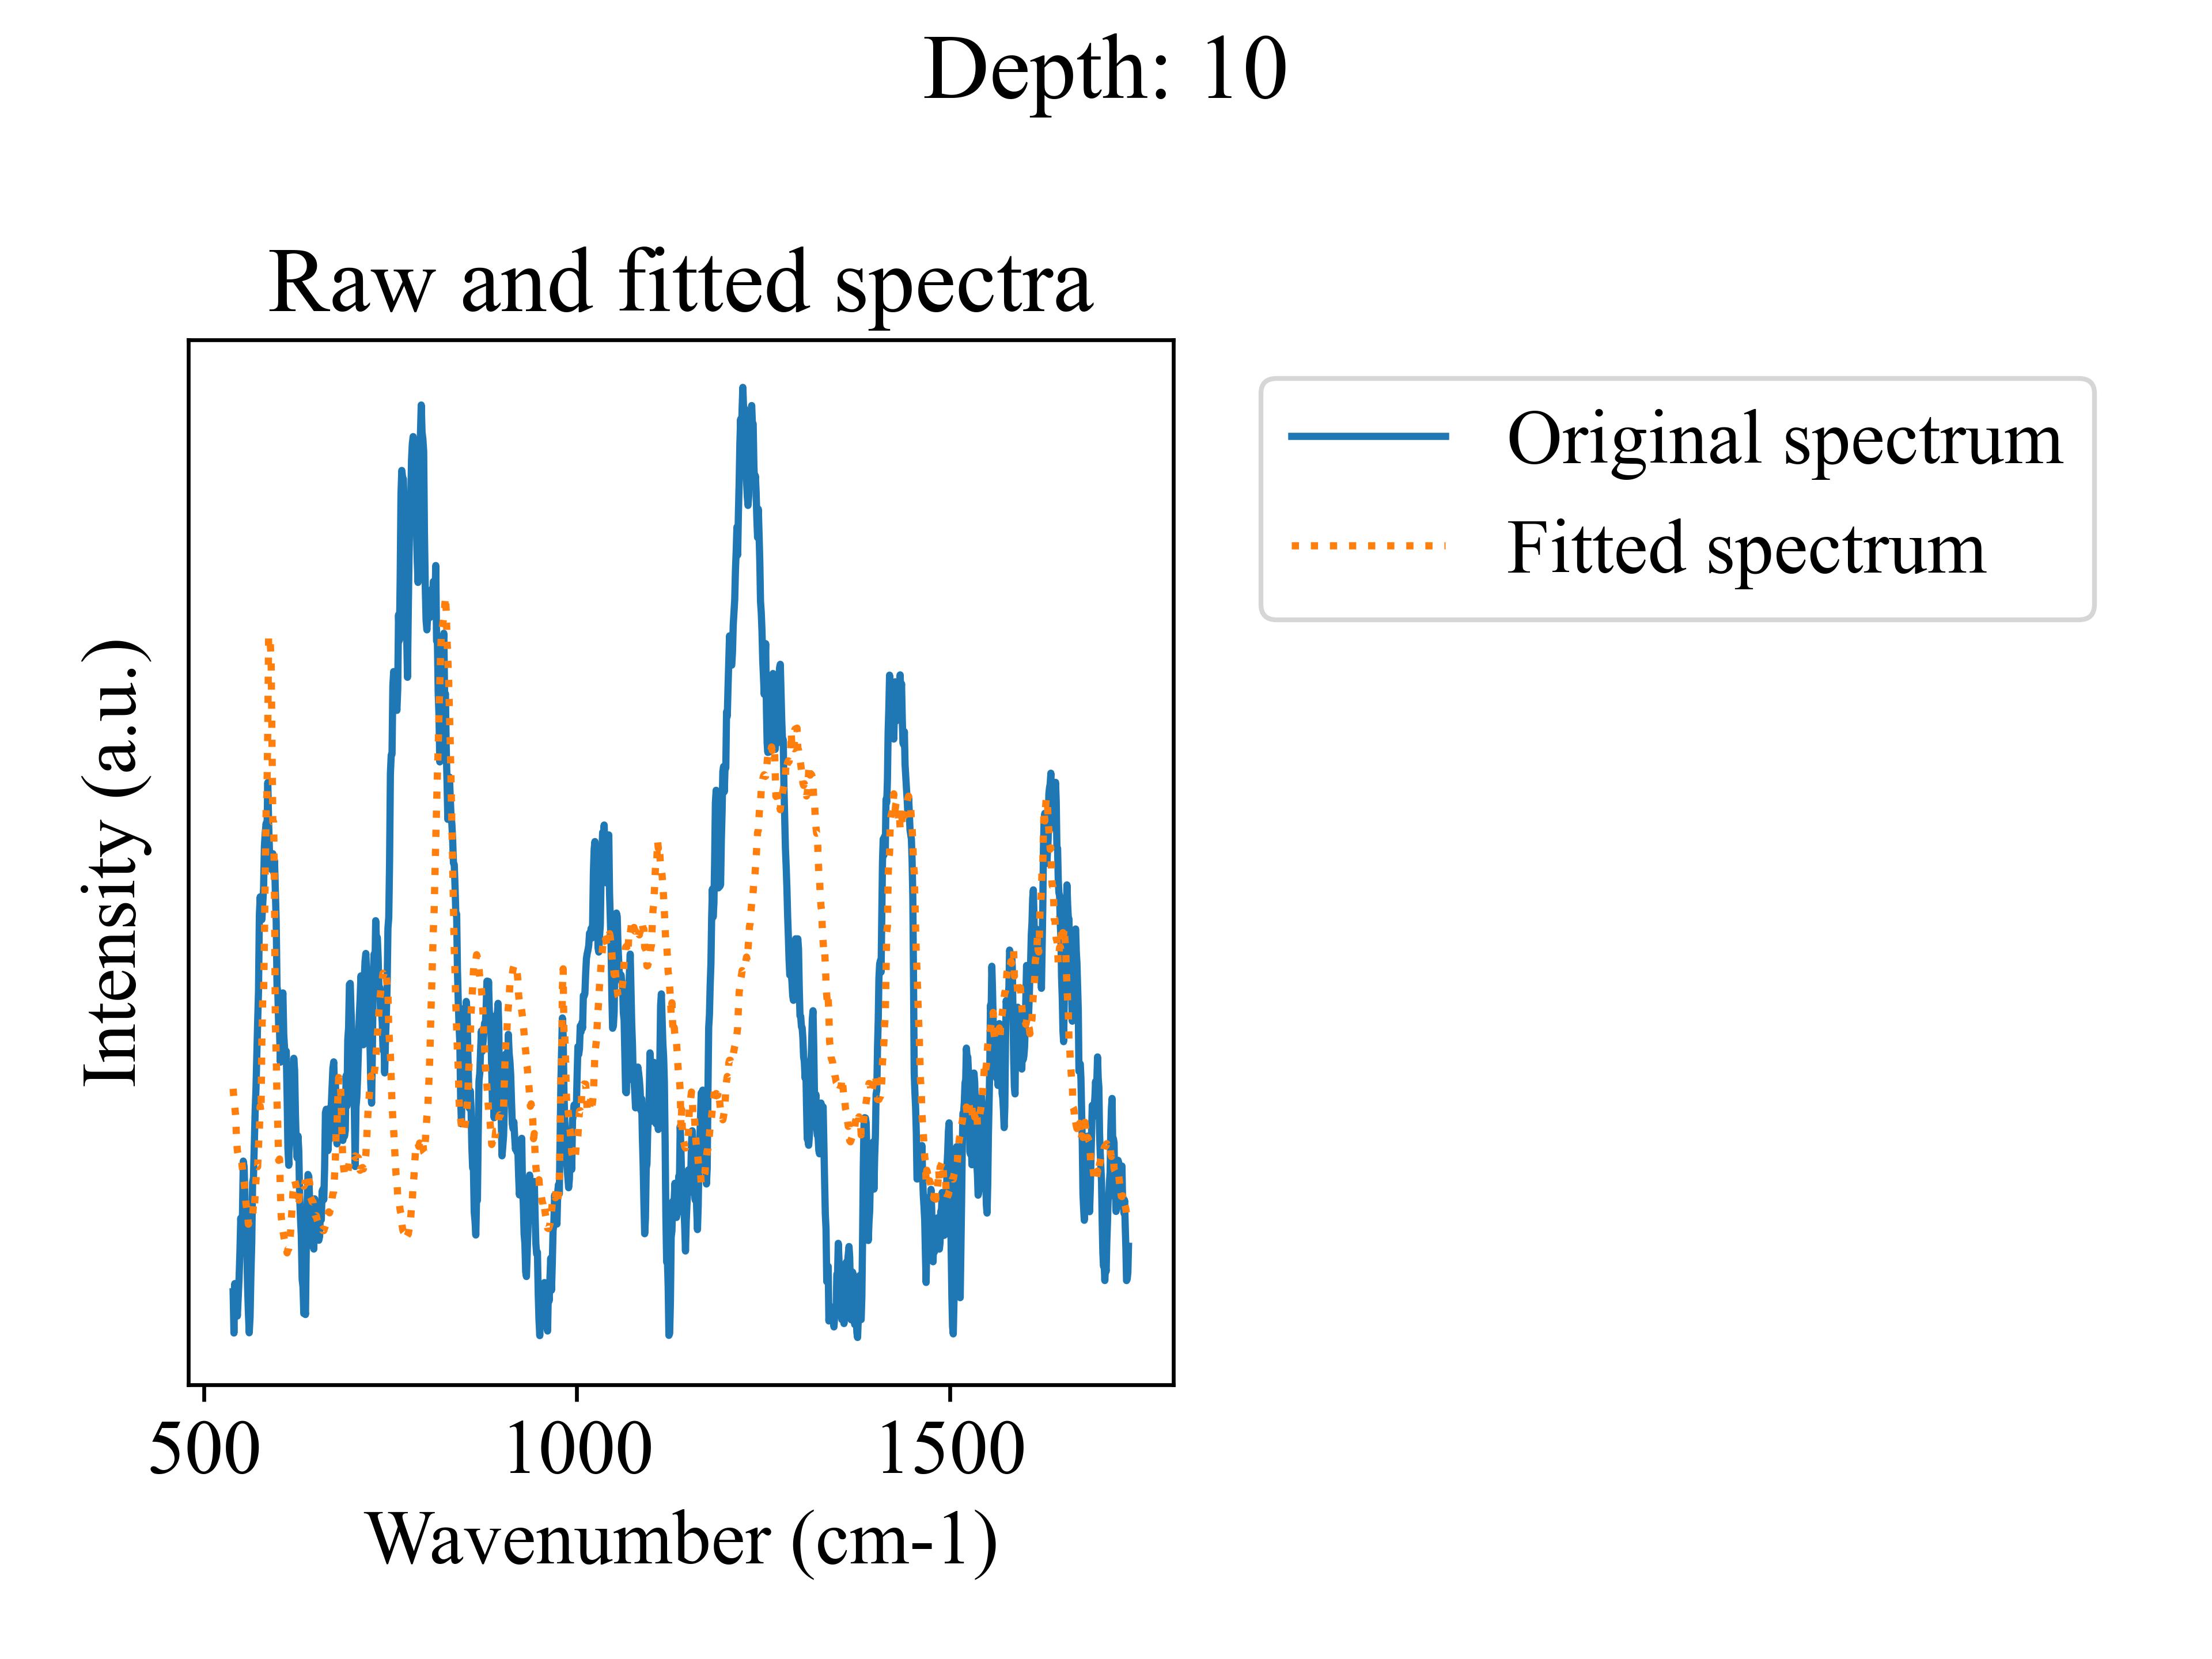 Depth: 10
Raw and fitted spectra
Original spectrum
Fitted spectrum
Intensity (a.u.)
500 1000 1500
Wavenumber (cm-1)